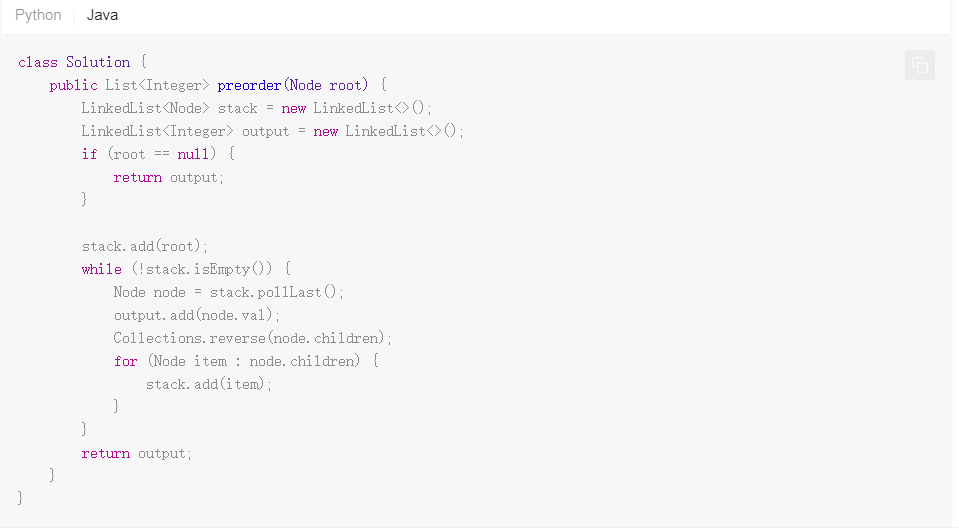 Python Java
class Solution {
    public List<Integer> preorder(Node root) {
        LinkedList<Node> stack = new LinkedList<>();
        LinkedList<Integer> output = new LinkedList<>();
        if (root == null) {
            return output;
        }
        stack.add(root);
        while (!stack.isEmpty()) {
            Node node = stack.pollLast();
            output.add(node.val);
            Collections.reverse(node.children);
            for (Node item : node.children) {
                stack.add(item);
            }
        }
        return output;
    }
}